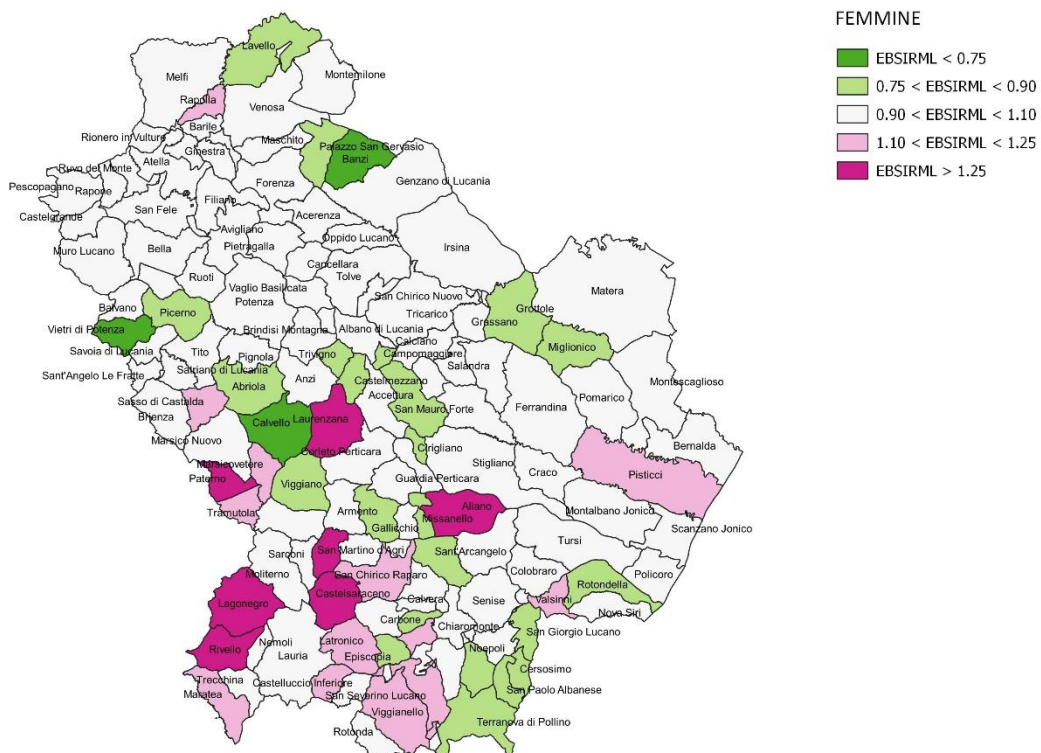 FEMMINE
EBSIRML < 0.75
0.75 < EBSIRML < 0.90
0.90 < EBSIRML < 1.10
1.10 < EBSIRML < 1.25
EBSIRML > 1.25
Lavello
Melfi
Montemilone
Rapolla
Venosa
Barile
Rionero in Vulture
Maschito
Ginestra
Palazzo San Gervasio
Atella
Banzi
Ruvo del Monte
Forenza
Genzano di Lucania
Pescopagano
Rapone
Filiano
San Fele
Castelgrande
Acerenza
Avigliano
Oppido Lucano
Muro Lucano
Bella
Pietragalla
Irsina
Cancellara
Ruoti
Tolve
Vaglio Basilicata
Potenza
San Chirico Nuovo
Matera
Balvano
Picerno
Tricarico
Grassano
Grottole
Vietri di Potenza
Brindisi Montagna
Albano di Lucania
Calciano
Miglionico
Savoia di Lucania
Tito
Pignola
Trivigno
Campomaggiore
Salandra
Sant'Angelo Le Fratte
Satriano di Lucania
Abriola
Anzi
Castelmezzano
Accettura
Montescaglioso
Sasso di Castalda
Brienza
San Mauro Forte
Ferrandina
Pomarico
Calvello
Laurenzana
Bernalda
Marsico Nuovo
Corleto Perticara
Cirigliano
Marsicovetere
Paterno
Viggiano
Guardia Perticara
Stigliano
Craco
Pisticci
Tramutola
Armento
Gallicchio
Missanello
Aliano
Montalbano Jonico
Scanzano Jonico
Sarconi
San Martino d'Agri
Sant'Arcangelo
Tursi
Moliterno
San Chirico Raparo
Colobraro
Policoro
Lagonegro
Castelsaraceno
Calvera
Senise
Valsinni
Rotondella
Carbone
Chiaromonte
Nova Siri
Rivello
Nemoli
Lauria
Latronico
Episcopia
Noepoli
San Giorgio Lucano
Trecchina
Maratea
Castelluccio Inferiore
San Severino Lucano
Cersosimo
San Paolo Albanese
Viggianello
Terranova di Pollino
Rotonda